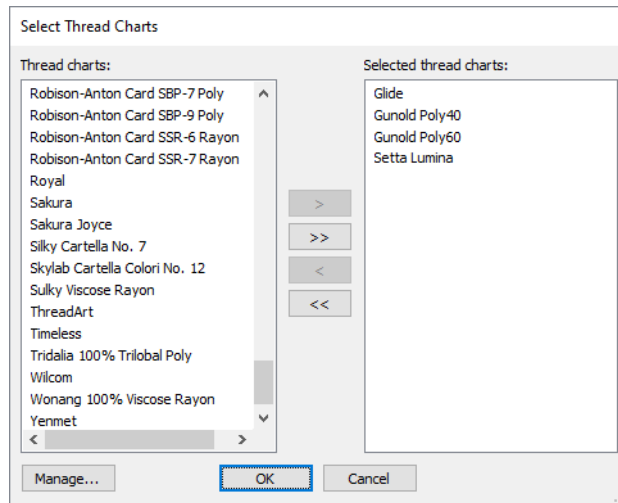 Select Thread Charts
Thread charts:
Robison-Anton Card SBP-7 Poly
Robison-Anton Card SBP-9 Poly
Robison-Anton Card SSR-6 Rayon
Robison-Anton Card SSR-7 Rayon
Royal
Sakura
Sakura Joyce
Silky Cartella No. 7
Skylab Cartella Colori No. 12
Sulky Viscose Rayon
ThreadArt
Timeless
Tridalia 100% Trilobal Poly
Wilcom
Wonang 100% Viscose Rayon
Yenmet
>
>>
<
<<
Selected thread charts:
Glide
Gunold Poly40
Gunold Poly60
Setta Lumina
Manage...
OK
Cancel